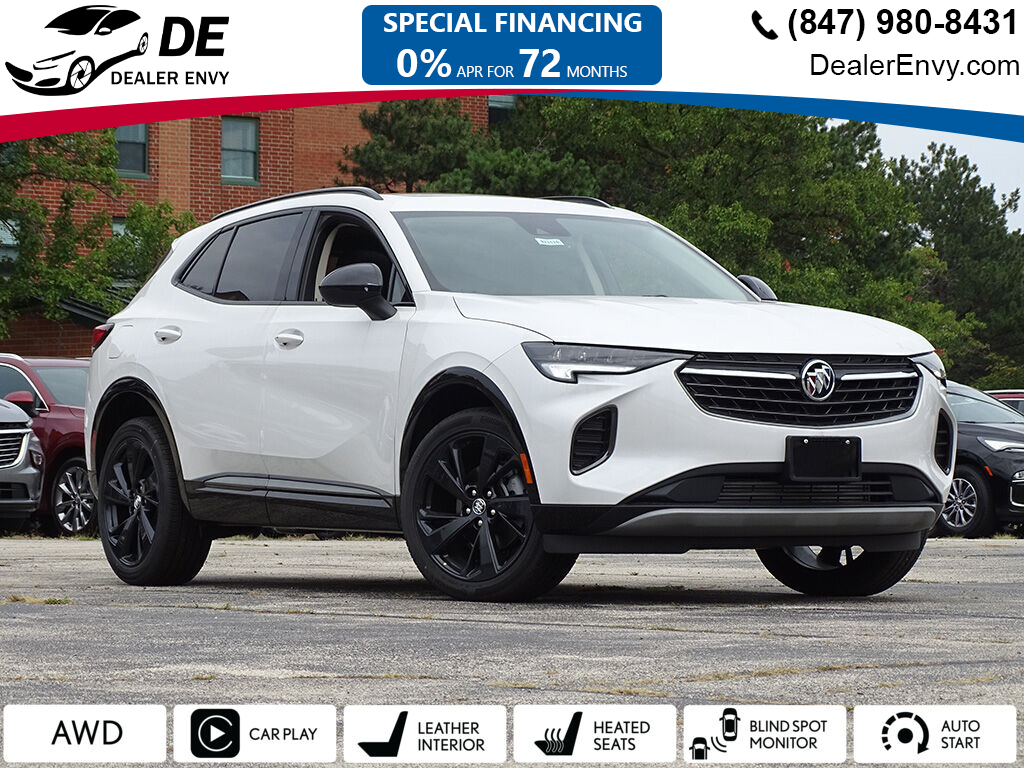 DE
DEALER ENVY
SPECIAL FINANCING
0% APR FOR 72 MONTHS
(847) 980-8431
DealerEnvy.com
AWD
CAR PLAY
LEATHER
INTERIOR
HEATED
SEATS
BLIND SPOT
MONITOR
AUTO
START